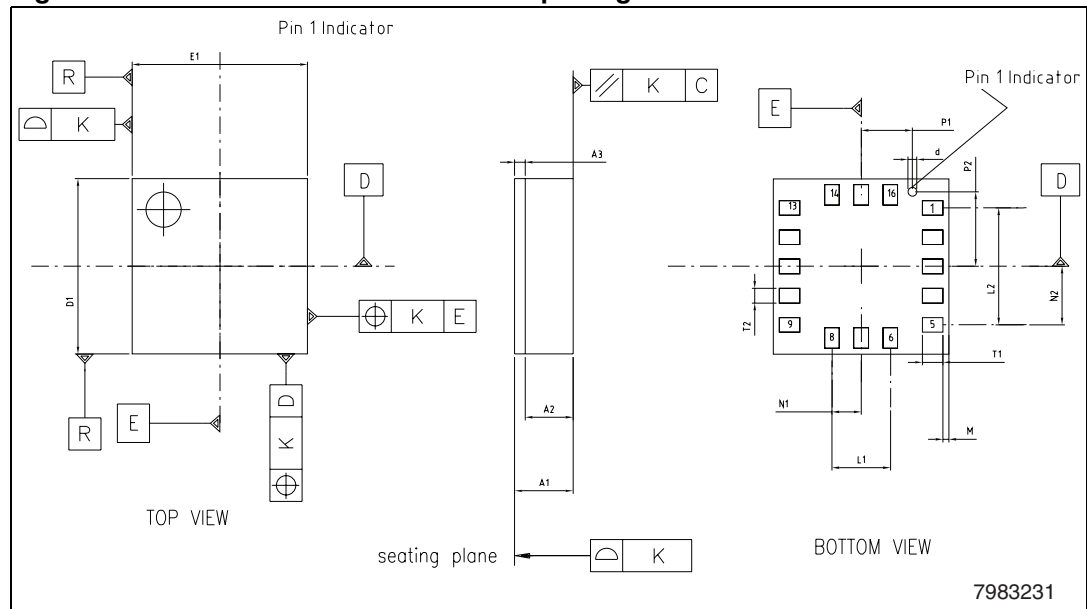 Pin 1 Indicator
E1
R
K
D
D1
K E
A3
K C
A2
A1
K D
R
E
TOP VIEW
seating plane
K
Pin 1 Indicator
E
P1
d
P2
D
14 16
13 1
L2
N2
T2
9 5
8 6
T1
N1
M
L1
BOTTOM VIEW
7983231